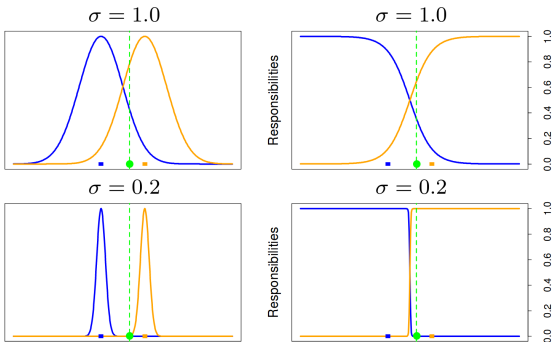 σ = 1.0
σ = 1.0
Responsibilities
1.0
0.8
0.6
0.4
0.2
0.0
σ = 0.2
σ = 0.2
Responsibilities
1.0
0.8
0.6
0.4
0.2
0.0